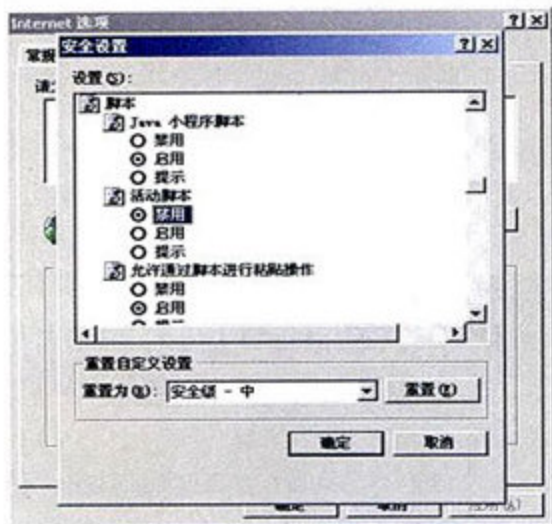 Internet 选项
安全设置
常规
设置(S):
脚本
Java 小程序脚本
禁用
启用
提示
活动脚本
禁用
启用
提示
允许通过脚本进行粘贴操作
禁用
启用
重置自定义设置
重置为(R): 安全级 - 中
重置(E)
确定
取消
确定
取消